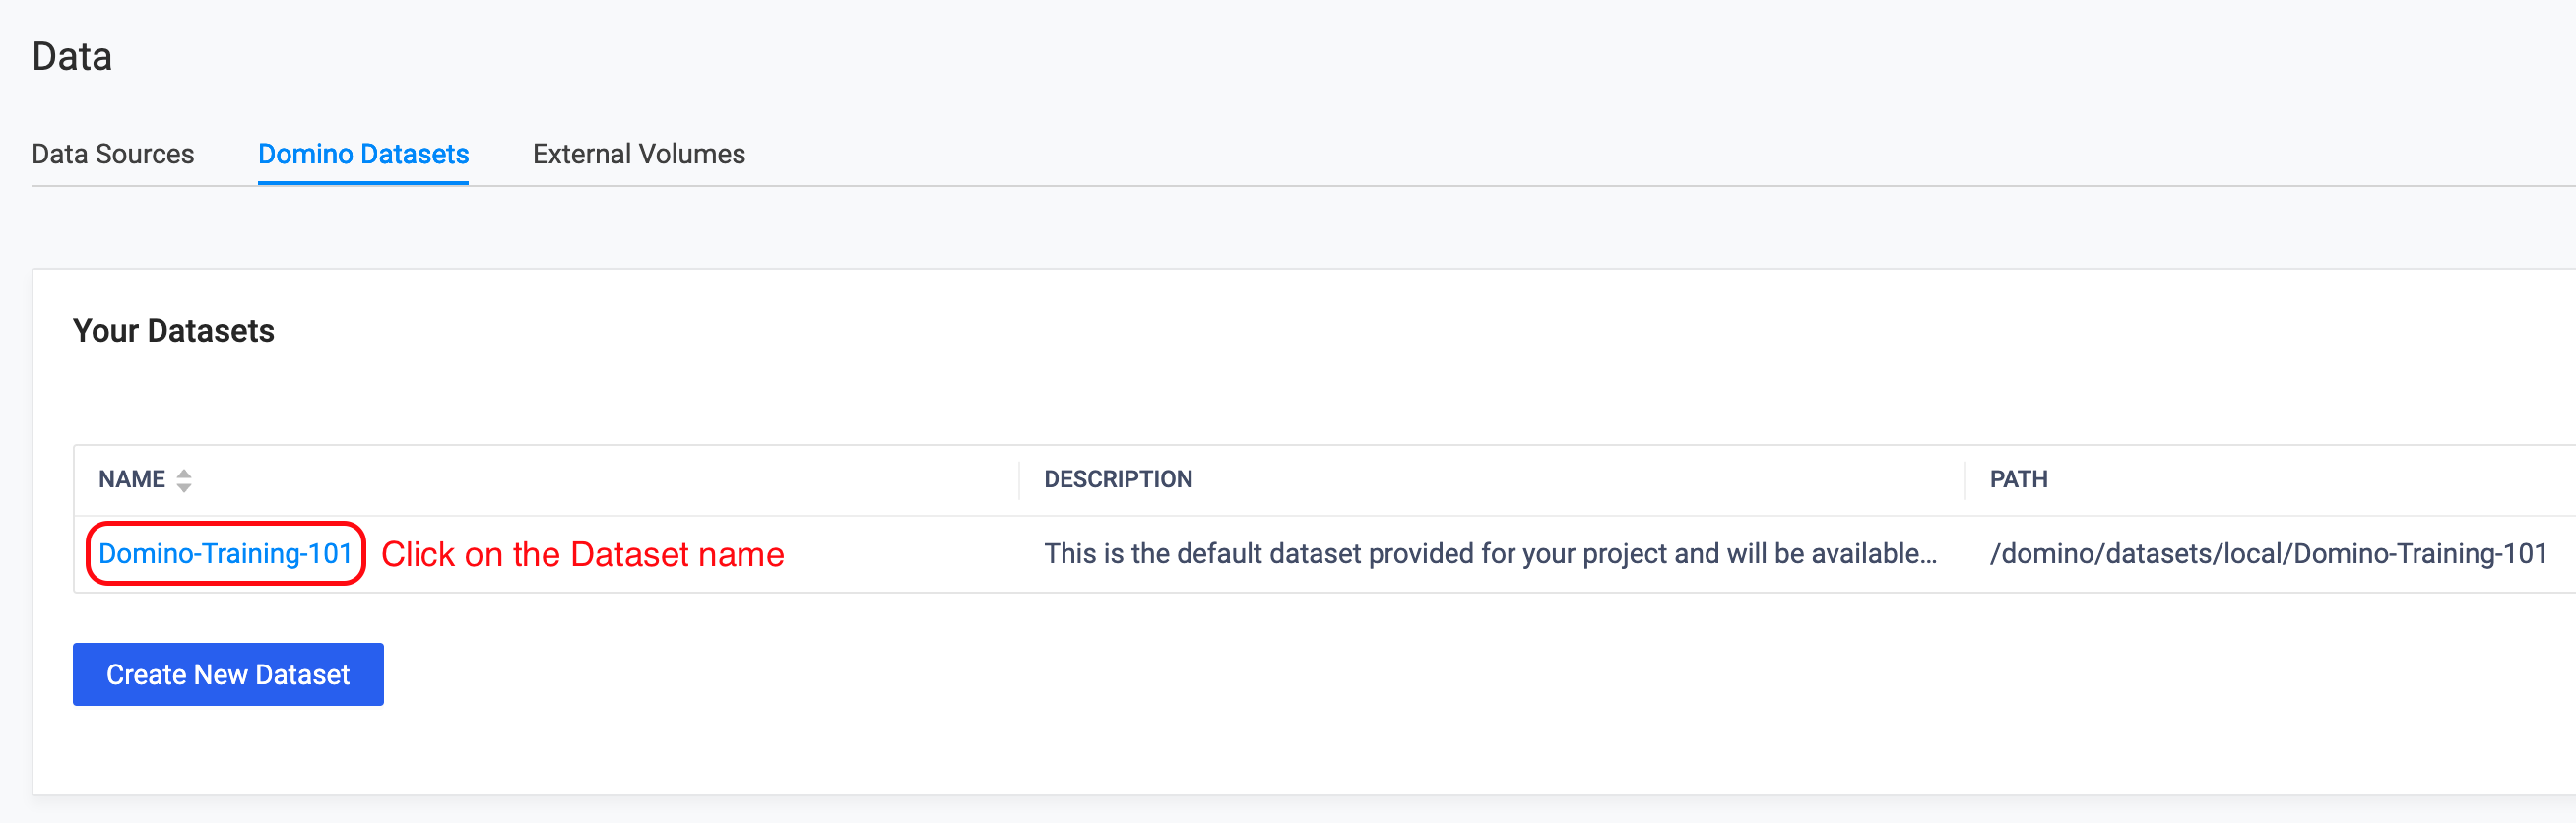 Data
Data Sources Domino Datasets External Volumes
Your Datasets
NAME DESCRIPTION PATH
Domino-Training-101 Click on the Dataset name This is the default dataset provided for your project and will be available... /domino/datasets/local/Domino-Training-101
Create New Dataset